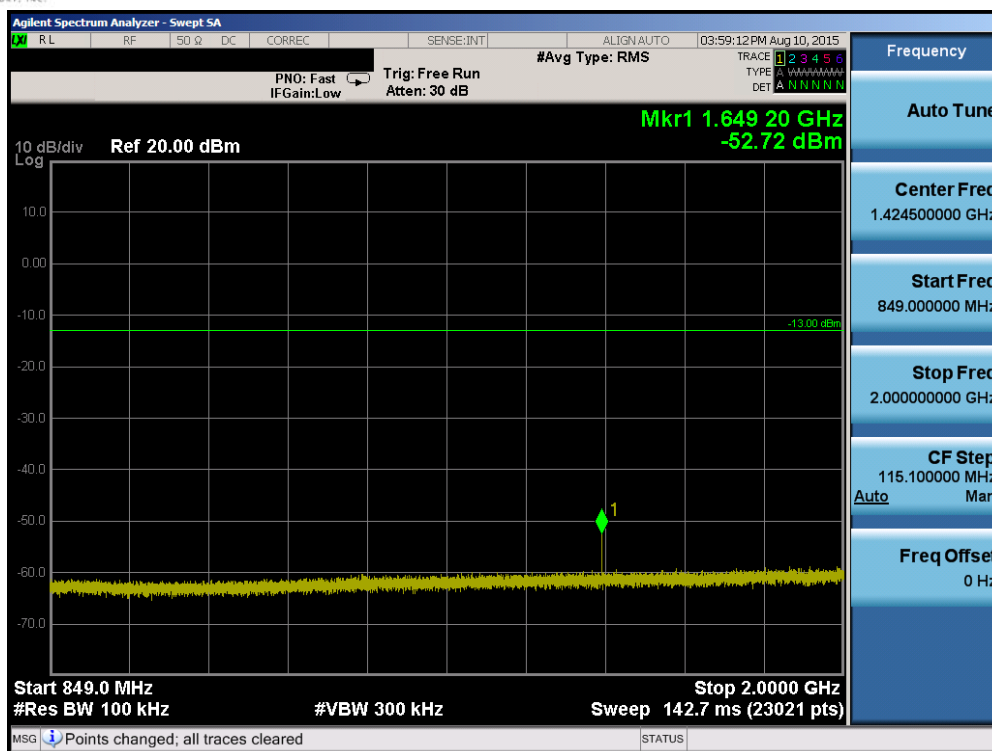 Agilent Spectrum Analyzer - Swept SA
LXI RL RF 50 Ω DC CORREC SENSE:INT ALIGN AUTO 03:59:12 PM Aug 10, 2015
#Avg Type: RMS
TRACE 1 2 3 4 5 6
TYPE A WWWWW
DET A N N N N N
PNO: Fast
IFGain:Low
Trig: Free Run
Atten: 30 dB
Mkr1 1.649 20 GHz
-52.72 dBm
10 dB/div
Log
Ref 20.00 dBm
10.0
0.00
-10.0
-13.00 dBm
-20.0
-30.0
-40.0
-50.0
1
-60.0
-70.0
Start 849.0 MHz
Stop 2.0000 GHz
#Res BW 100 kHz
#VBW 300 kHz
Sweep 142.7 ms (23021 pts)
MSG Points changed; all traces cleared
STATUS
Frequency
Auto Tune
Center Freq
1.424500000 GHz
Start Freq
849.000000 MHz
Stop Freq
2.000000000 GHz
CF Step
115.100000 MHz
Auto Man
Freq Offset
0 Hz